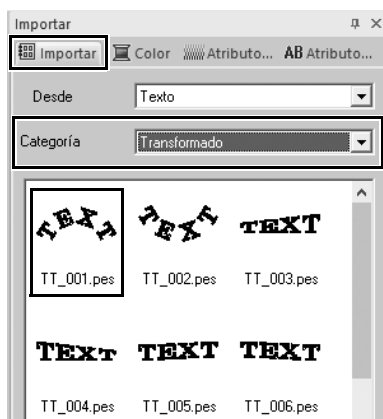 Importar
Importar Color Atributo... AB Atributo...
Desde Texto
Categoría Transformado
TEXT TEXT TEXT
TT_001.pes TT_002.pes TT_003.pes
TEXT TEXT TEXT
TT_004.pes TT_005.pes TT_006.pes